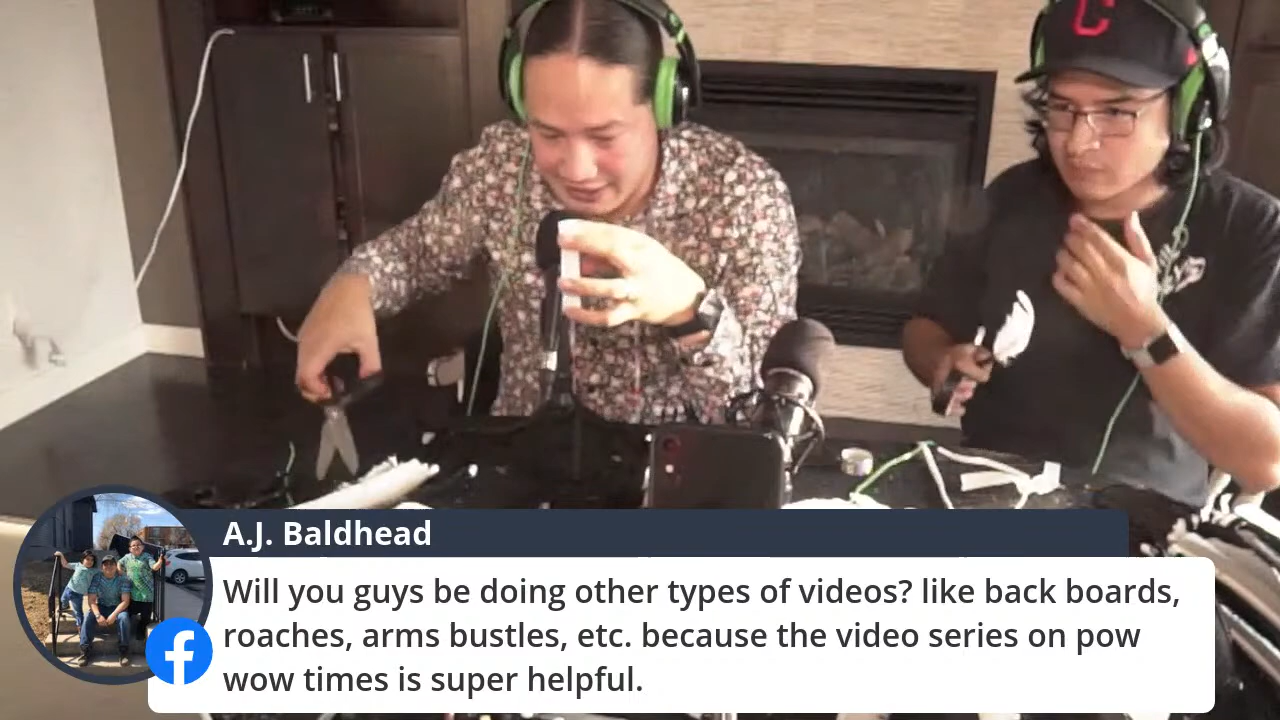 C
A.J. Baldhead
Will you guys be doing other types of videos? like back boards,
roaches, arms bustles, etc. because the video series on pow
wow times is super helpful.